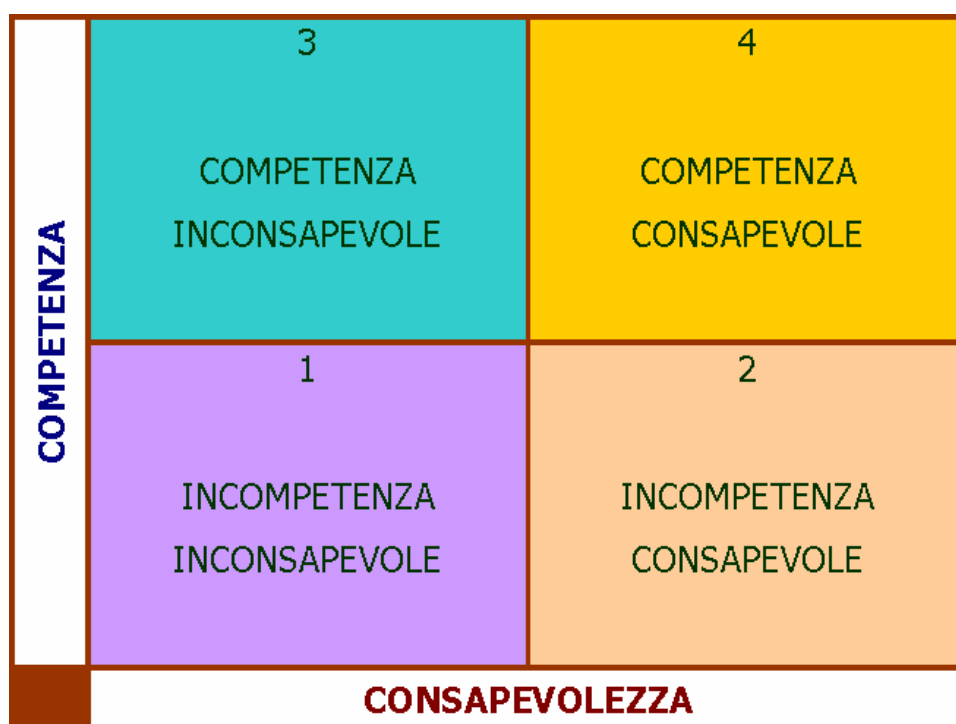 COMPETENZA
3
COMPETENZA
INCONSAPEVOLE
4
COMPETENZA
CONSAPEVOLE
1
INCOMPETENZA
INCONSAPEVOLE
2
INCOMPETENZA
CONSAPEVOLE
CONSAPEVOLEZZA